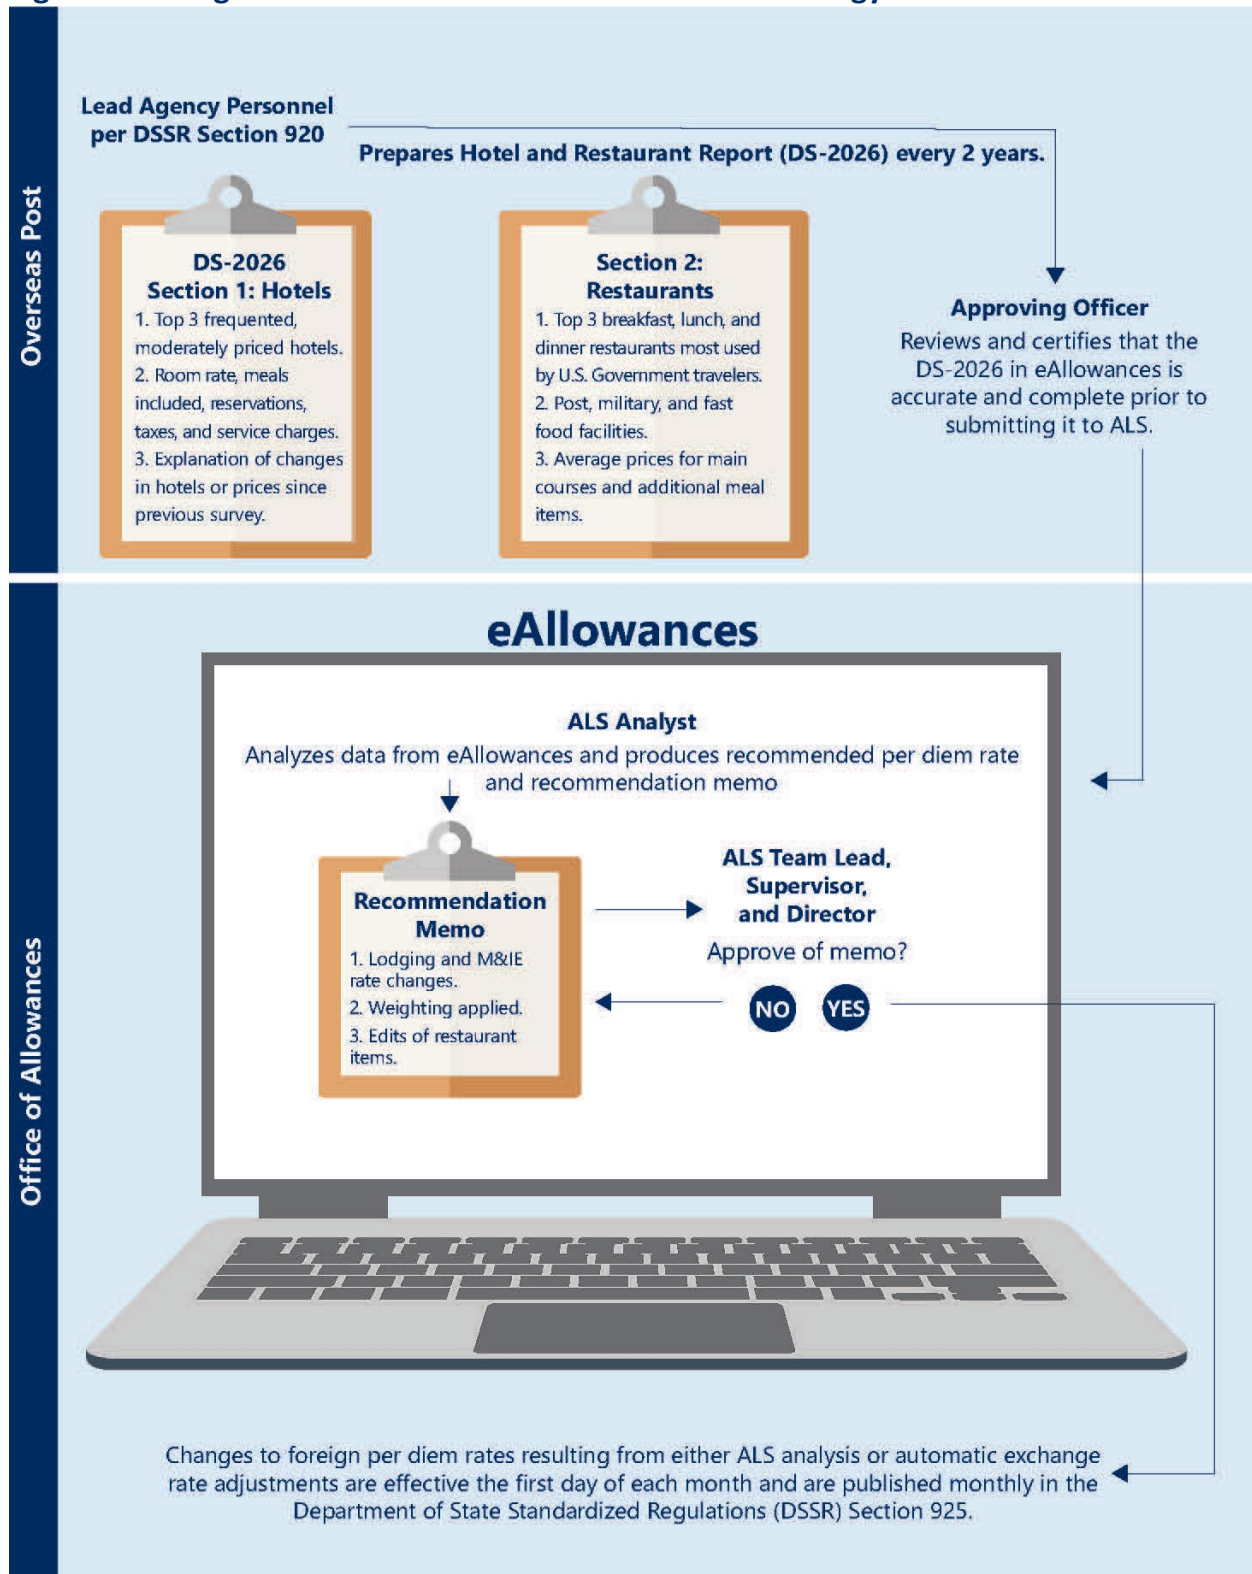 Overseas Post
Lead Agency Personnel
per DSSR Section 920
Prepares Hotel and Restaurant Report (DS-2026) every 2 years.
DS-2026
Section 1: Hotels
1. Top 3 frequented,
moderately priced hotels.
2. Room rate, meals
included, reservations,
taxes, and service charges.
3. Explanation of changes
in hotels or prices since
previous survey.
Section 2:
Restaurants
1. Top 3 breakfast, lunch, and
dinner restaurants most used
by U.S. Government travelers.
2. Post, military, and fast
food facilities.
3. Average prices for main
courses and additional meal
items.
Approving Officer
Reviews and certifies that the
DS-2026 in eAllowances is
accurate and complete prior to
submitting it to ALS.
Office of Allowances
eAllowances
ALS Analyst
Analyzes data from eAllowances and produces recommended per diem rate
and recommendation memo
Recommendation
Memo
1. Lodging and M&IE
rate changes.
2. Weighting applied.
3. Edits of restaurant
items.
ALS Team Lead,
Supervisor,
and Director
Approve of memo?
NO YES
Changes to foreign per diem rates resulting from either ALS analysis or automatic exchange
rate adjustments are effective the first day of each month and are published monthly in the
Department of State Standardized Regulations (DSSR) Section 925.